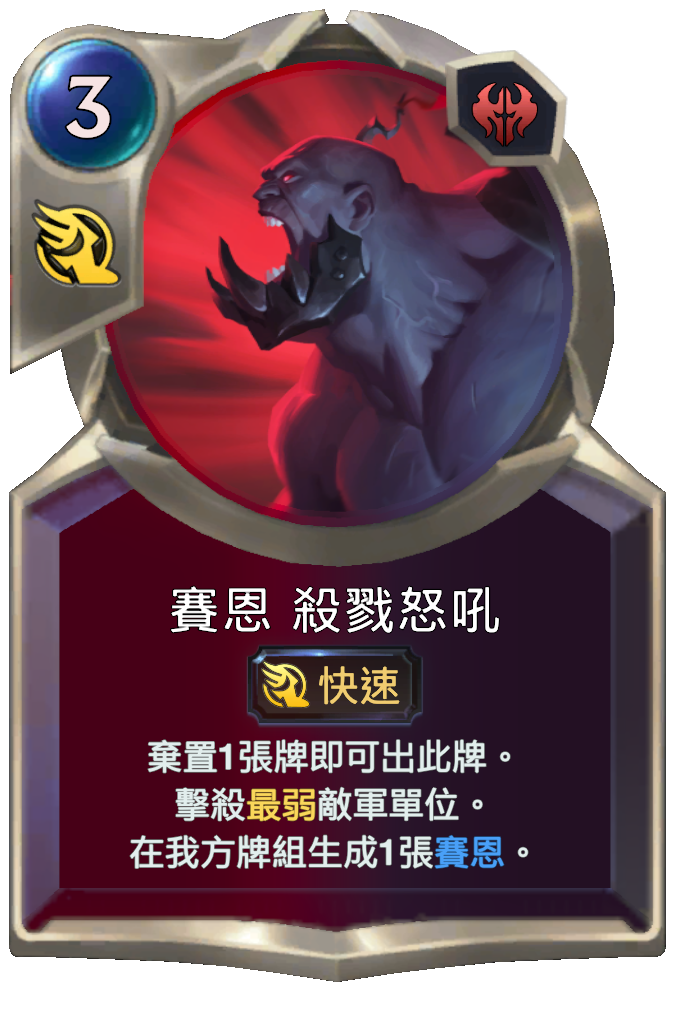 3
賽恩 殺戮怒吼
快速
棄置1張牌即可出此牌。
擊殺最弱敵軍單位。
在我方牌組生成1張賽恩。